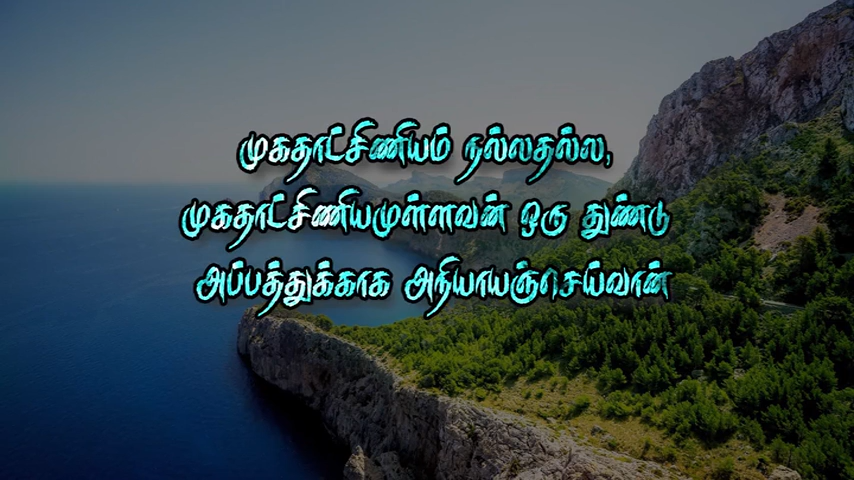 முகதாட்சிணியம் நல்லதல்ல,
முகதாட்சிணியமுள்ளவன் ஒரு துண்டு
அப்பத்துக்காக அநியாயஞ்செய்வான்